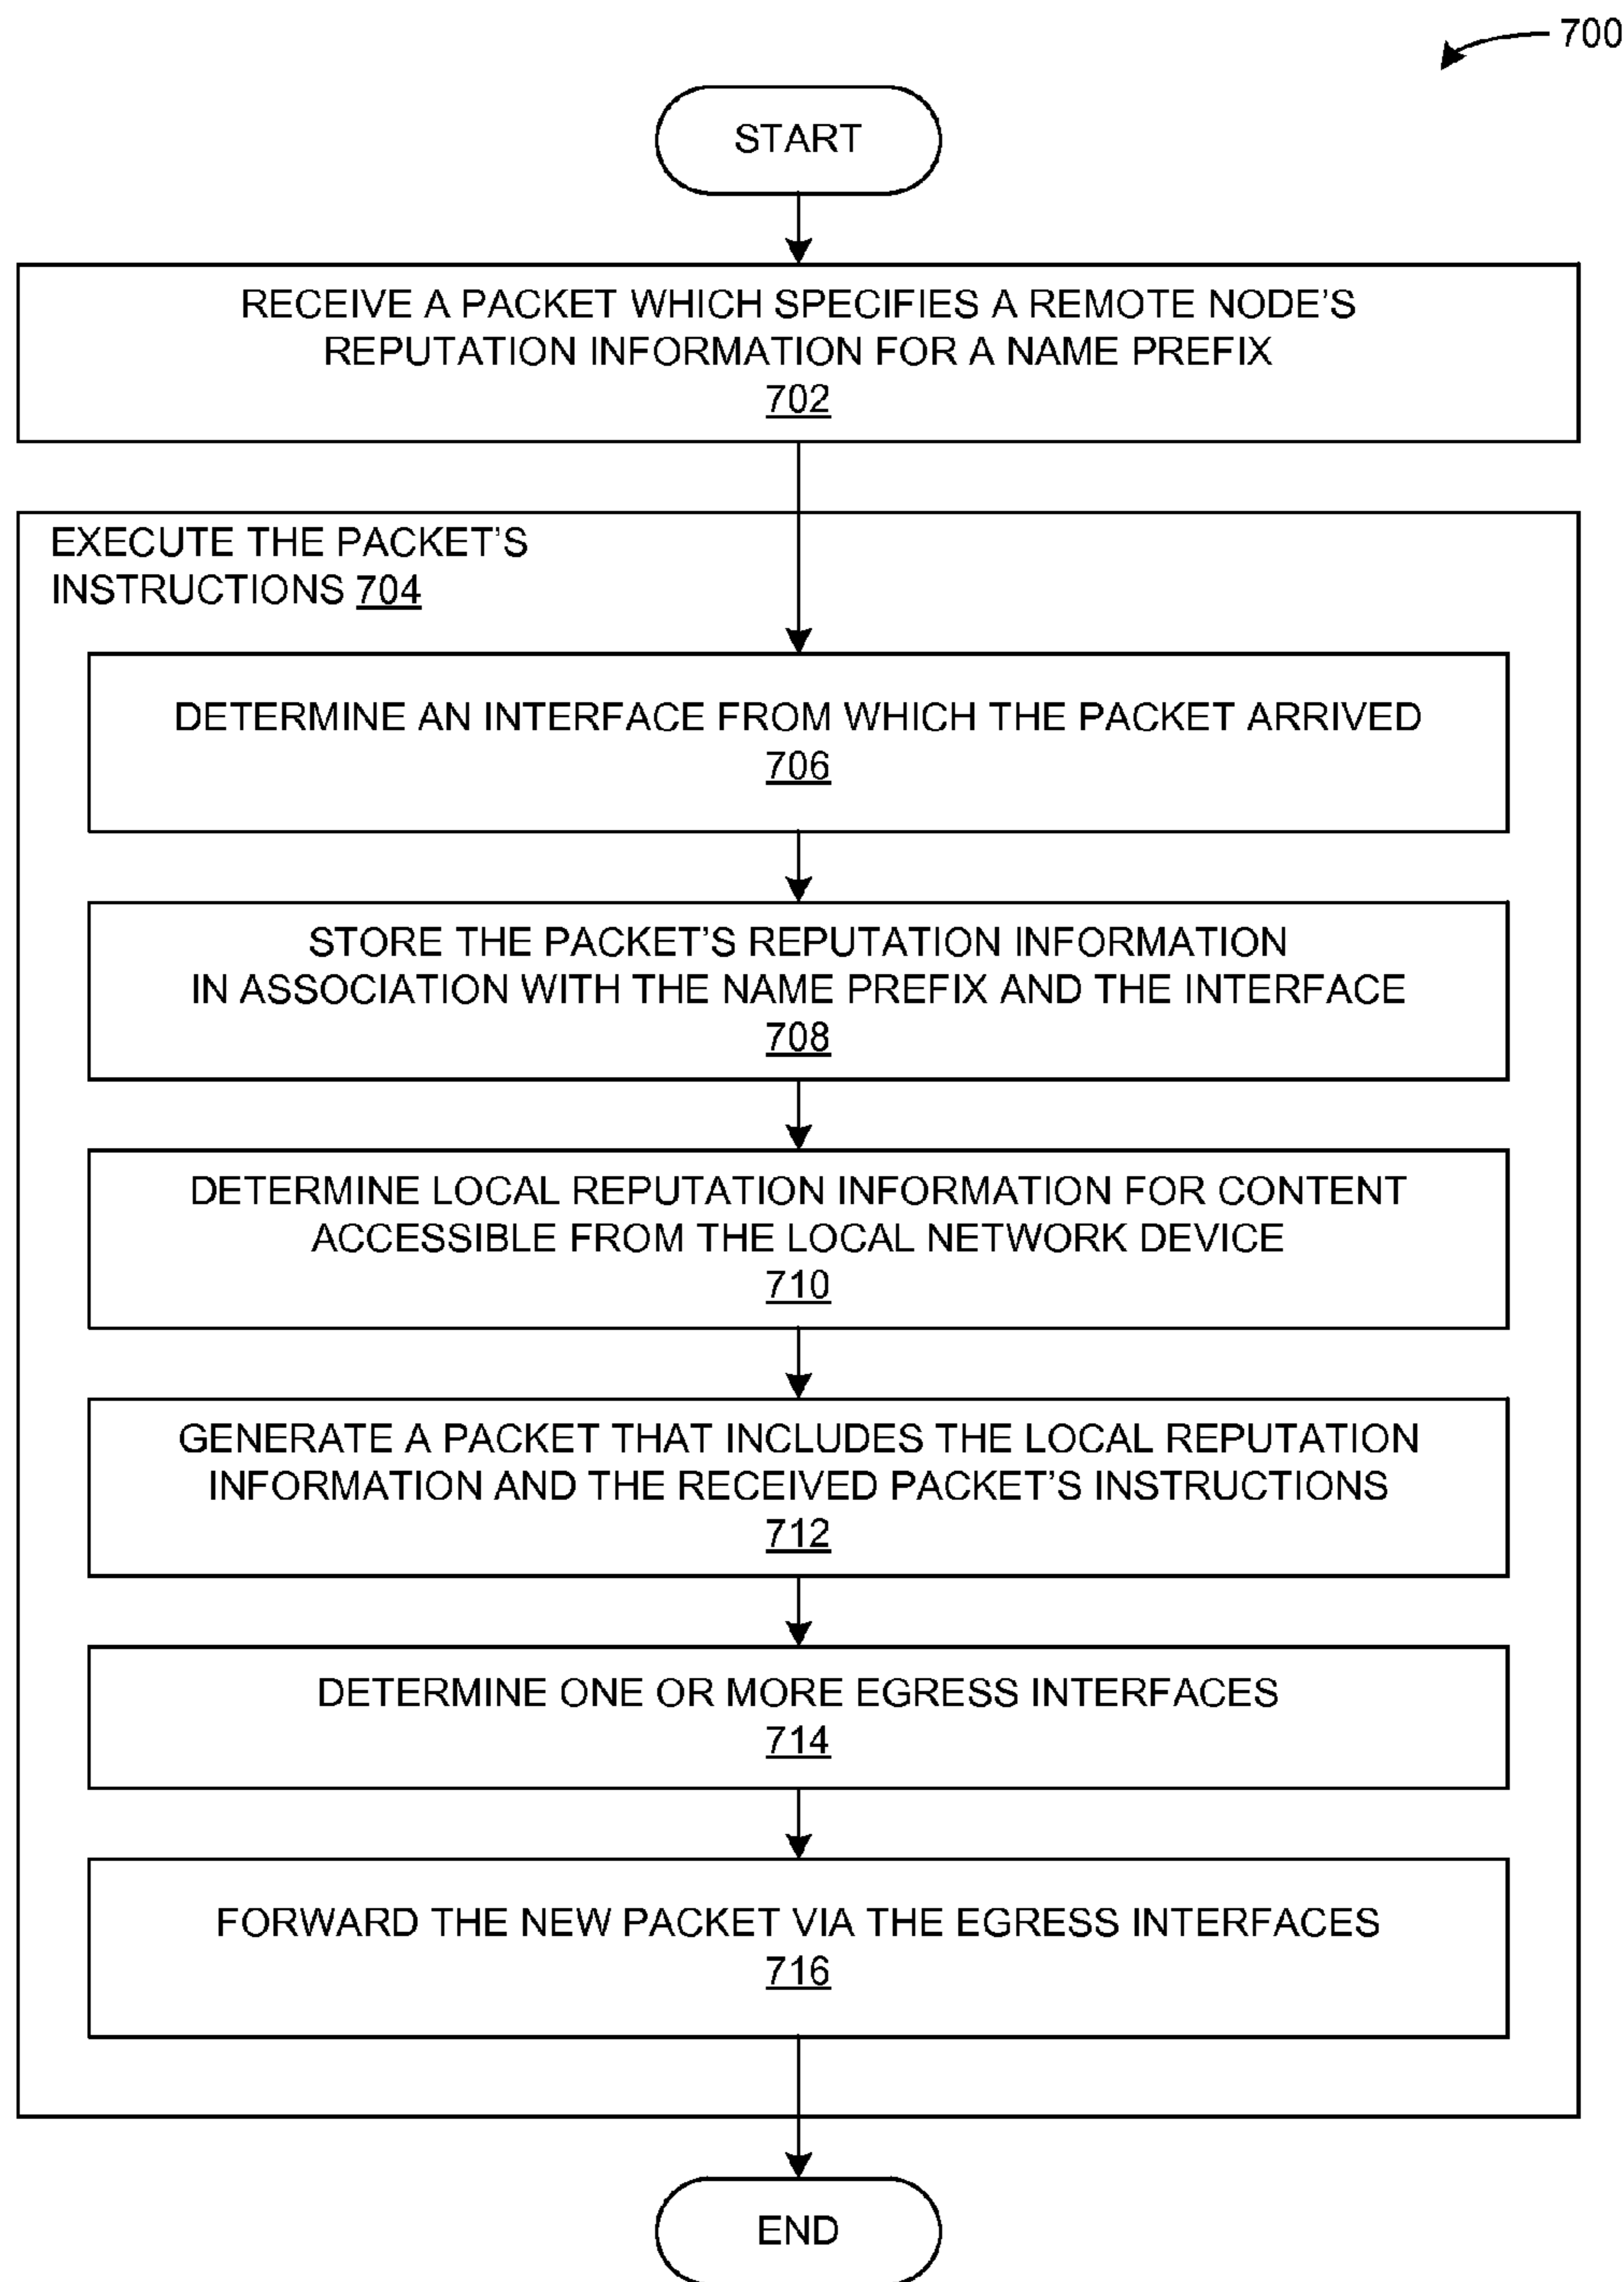 700
START
RECEIVE A PACKET WHICH SPECIFIES A REMOTE NODE'S
REPUTATION INFORMATION FOR A NAME PREFIX
702
EXECUTE THE PACKET'S
INSTRUCTIONS 704
DETERMINE AN INTERFACE FROM WHICH THE PACKET ARRIVED
706
STORE THE PACKET'S REPUTATION INFORMATION
IN ASSOCIATION WITH THE NAME PREFIX AND THE INTERFACE
708
DETERMINE LOCAL REPUTATION INFORMATION FOR CONTENT
ACCESSIBLE FROM THE LOCAL NETWORK DEVICE
710
GENERATE A PACKET THAT INCLUDES THE LOCAL REPUTATION
INFORMATION AND THE RECEIVED PACKET'S INSTRUCTIONS
712
DETERMINE ONE OR MORE EGRESS INTERFACES
714
FORWARD THE NEW PACKET VIA THE EGRESS INTERFACES
716
END